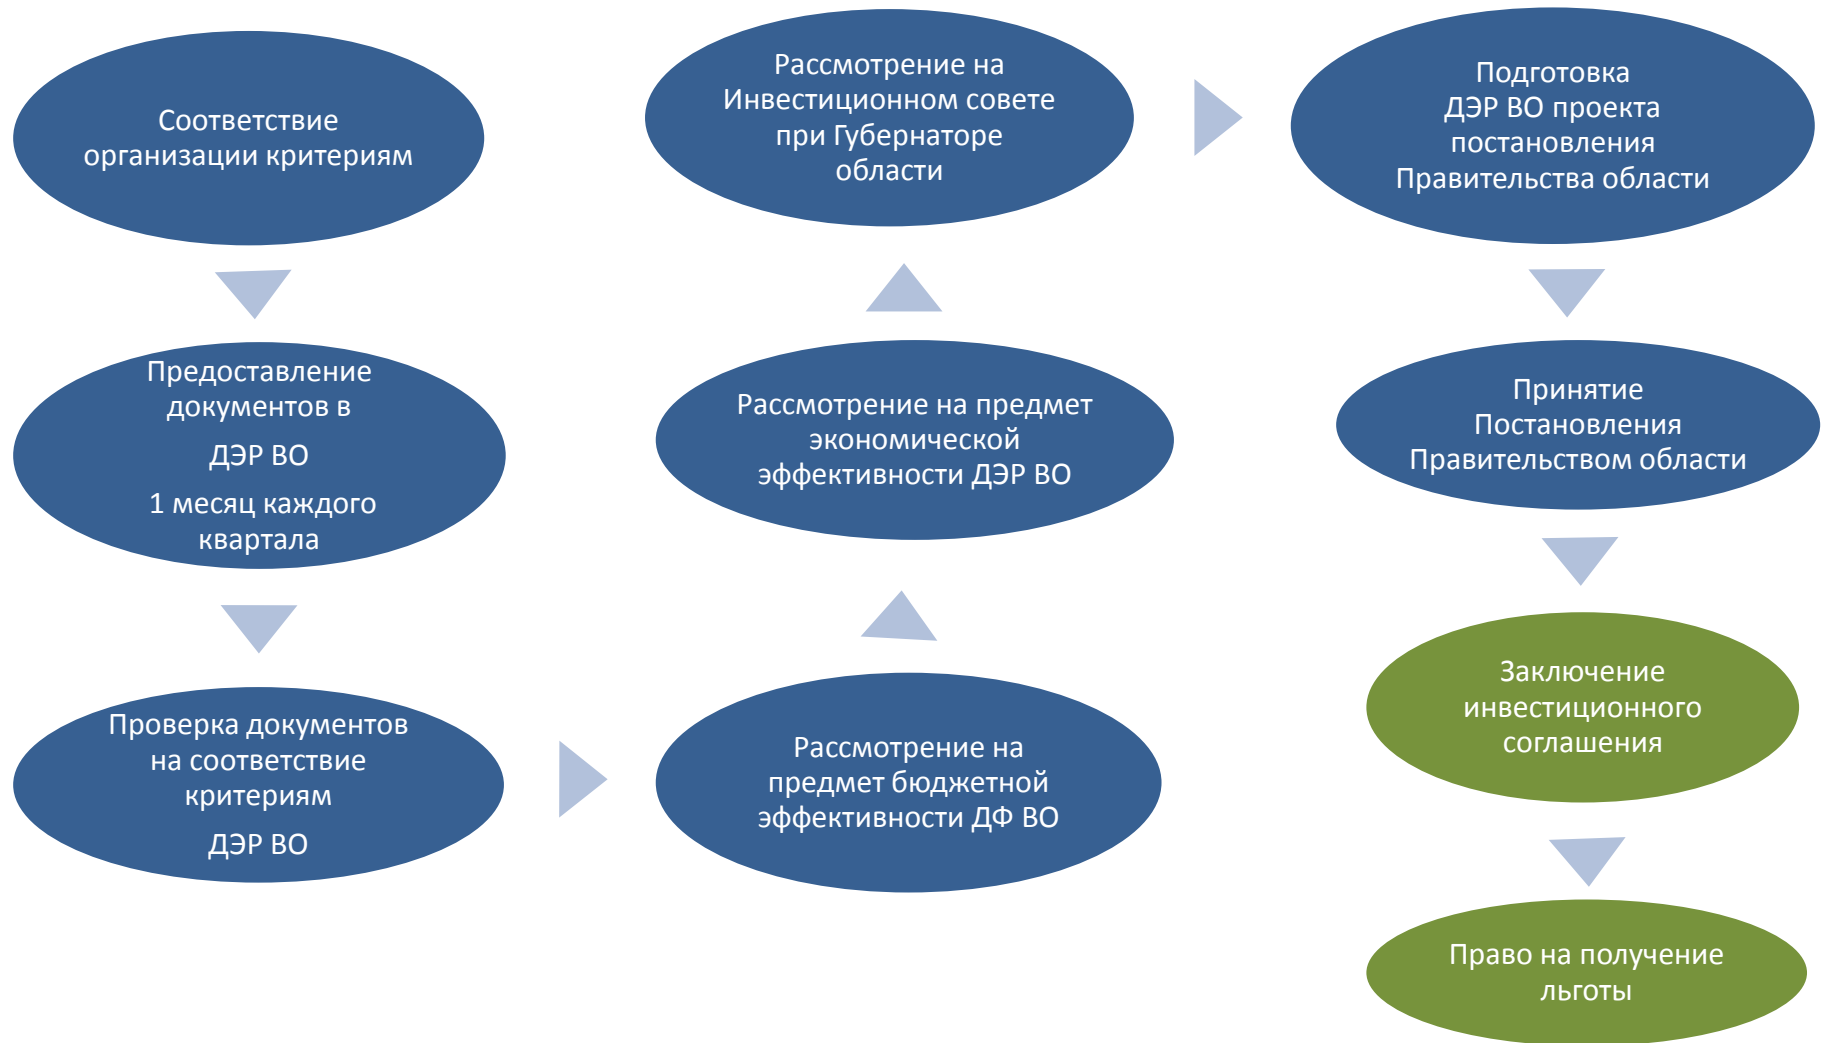 Соответствие
организации критериям
Предоставление
документов в
ДЭР ВО
1 месяц каждого
квартала
Проверка документов
на соответствие
критериям
ДЭР ВО
Рассмотрение на
предмет бюджетной
эффективности ДФ ВО
Рассмотрение на предмет
экономической
эффективности ДЭР ВО
Рассмотрение на
Инвестиционном совете
при Губернаторе
области
Подготовка
ДЭР ВО проекта
постановления
Правительства области
Принятие
Постановления
Правительством области
Заключение
инвестиционного
соглашения
Право на получение
льготы